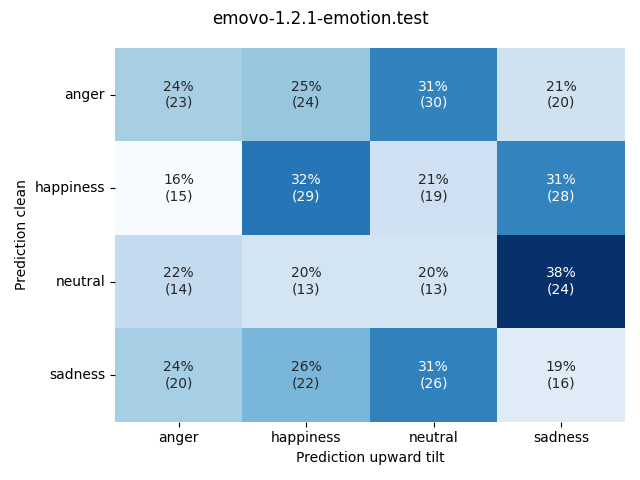 emovo-1.2.1-emotion.test
Prediction clean
anger
24% 25% 31% 21%
(23) (24) (30) (20)
happiness
16% 32% 21% 31%
(15) (29) (19) (28)
neutral
22% 20% 20% 38%
(14) (13) (13) (24)
sadness
24% 26% 31% 19%
(20) (22) (26) (16)
anger happiness neutral sadness
Prediction upward tilt